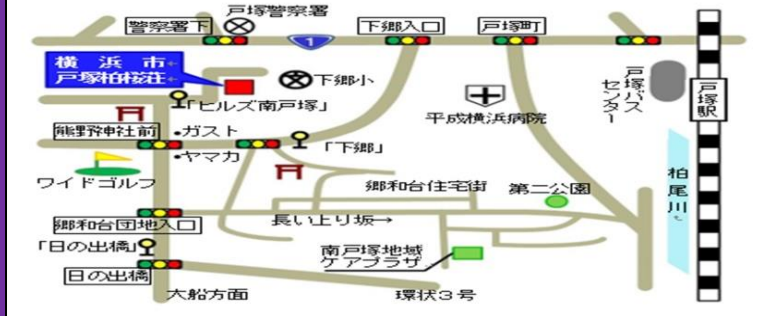 戸塚警察署
警察署下
1
下郷入口
戸塚町
横浜市
戸塚柏桜荘
下郷小
「ヒルズ南戸塚」
平成横浜病院
戸塚バス
センター
戸塚駅
熊野神社前
・ガスト
・ヤマカ
「下郷」
ワイドゴルフ
郷和台住宅街
第二公園
柏尾川
郷和台団地入口
長い上り坂→
「日の出橋」
南戸塚地域
ケアプラザ
日の出橋
大船方面
環状3号